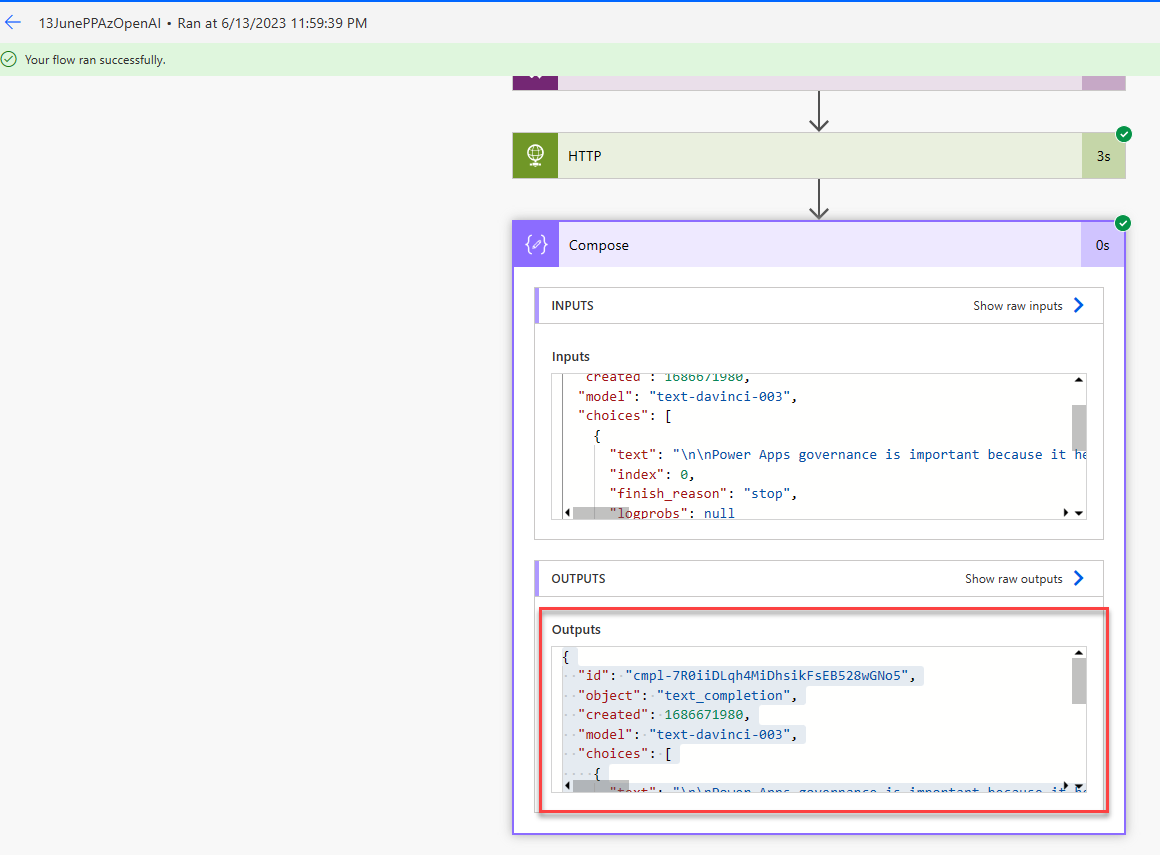 13JunePPAzOpenAI • Ran at 6/13/2023 11:59:39 PM
Your flow ran successfully.
HTTP 3s
Compose 0s
INPUTS Show raw inputs
Inputs
"created": 1686671980,
"model": "text-davinci-003",
"choices": [
{
"text": "\n\nPower Apps governance is important because it he
"index": 0,
"finish_reason": "stop",
"logprobs": null
OUTPUTS Show raw outputs
Outputs
{
"id": "cmpl-7R0iiDLqh4MiDhsikFsEB528wGNo5",
"object": "text_completion",
"created": 1686671980,
"model": "text-davinci-003",
"choices": [
{
"text": "\n\nPower Apps governance is important because it he